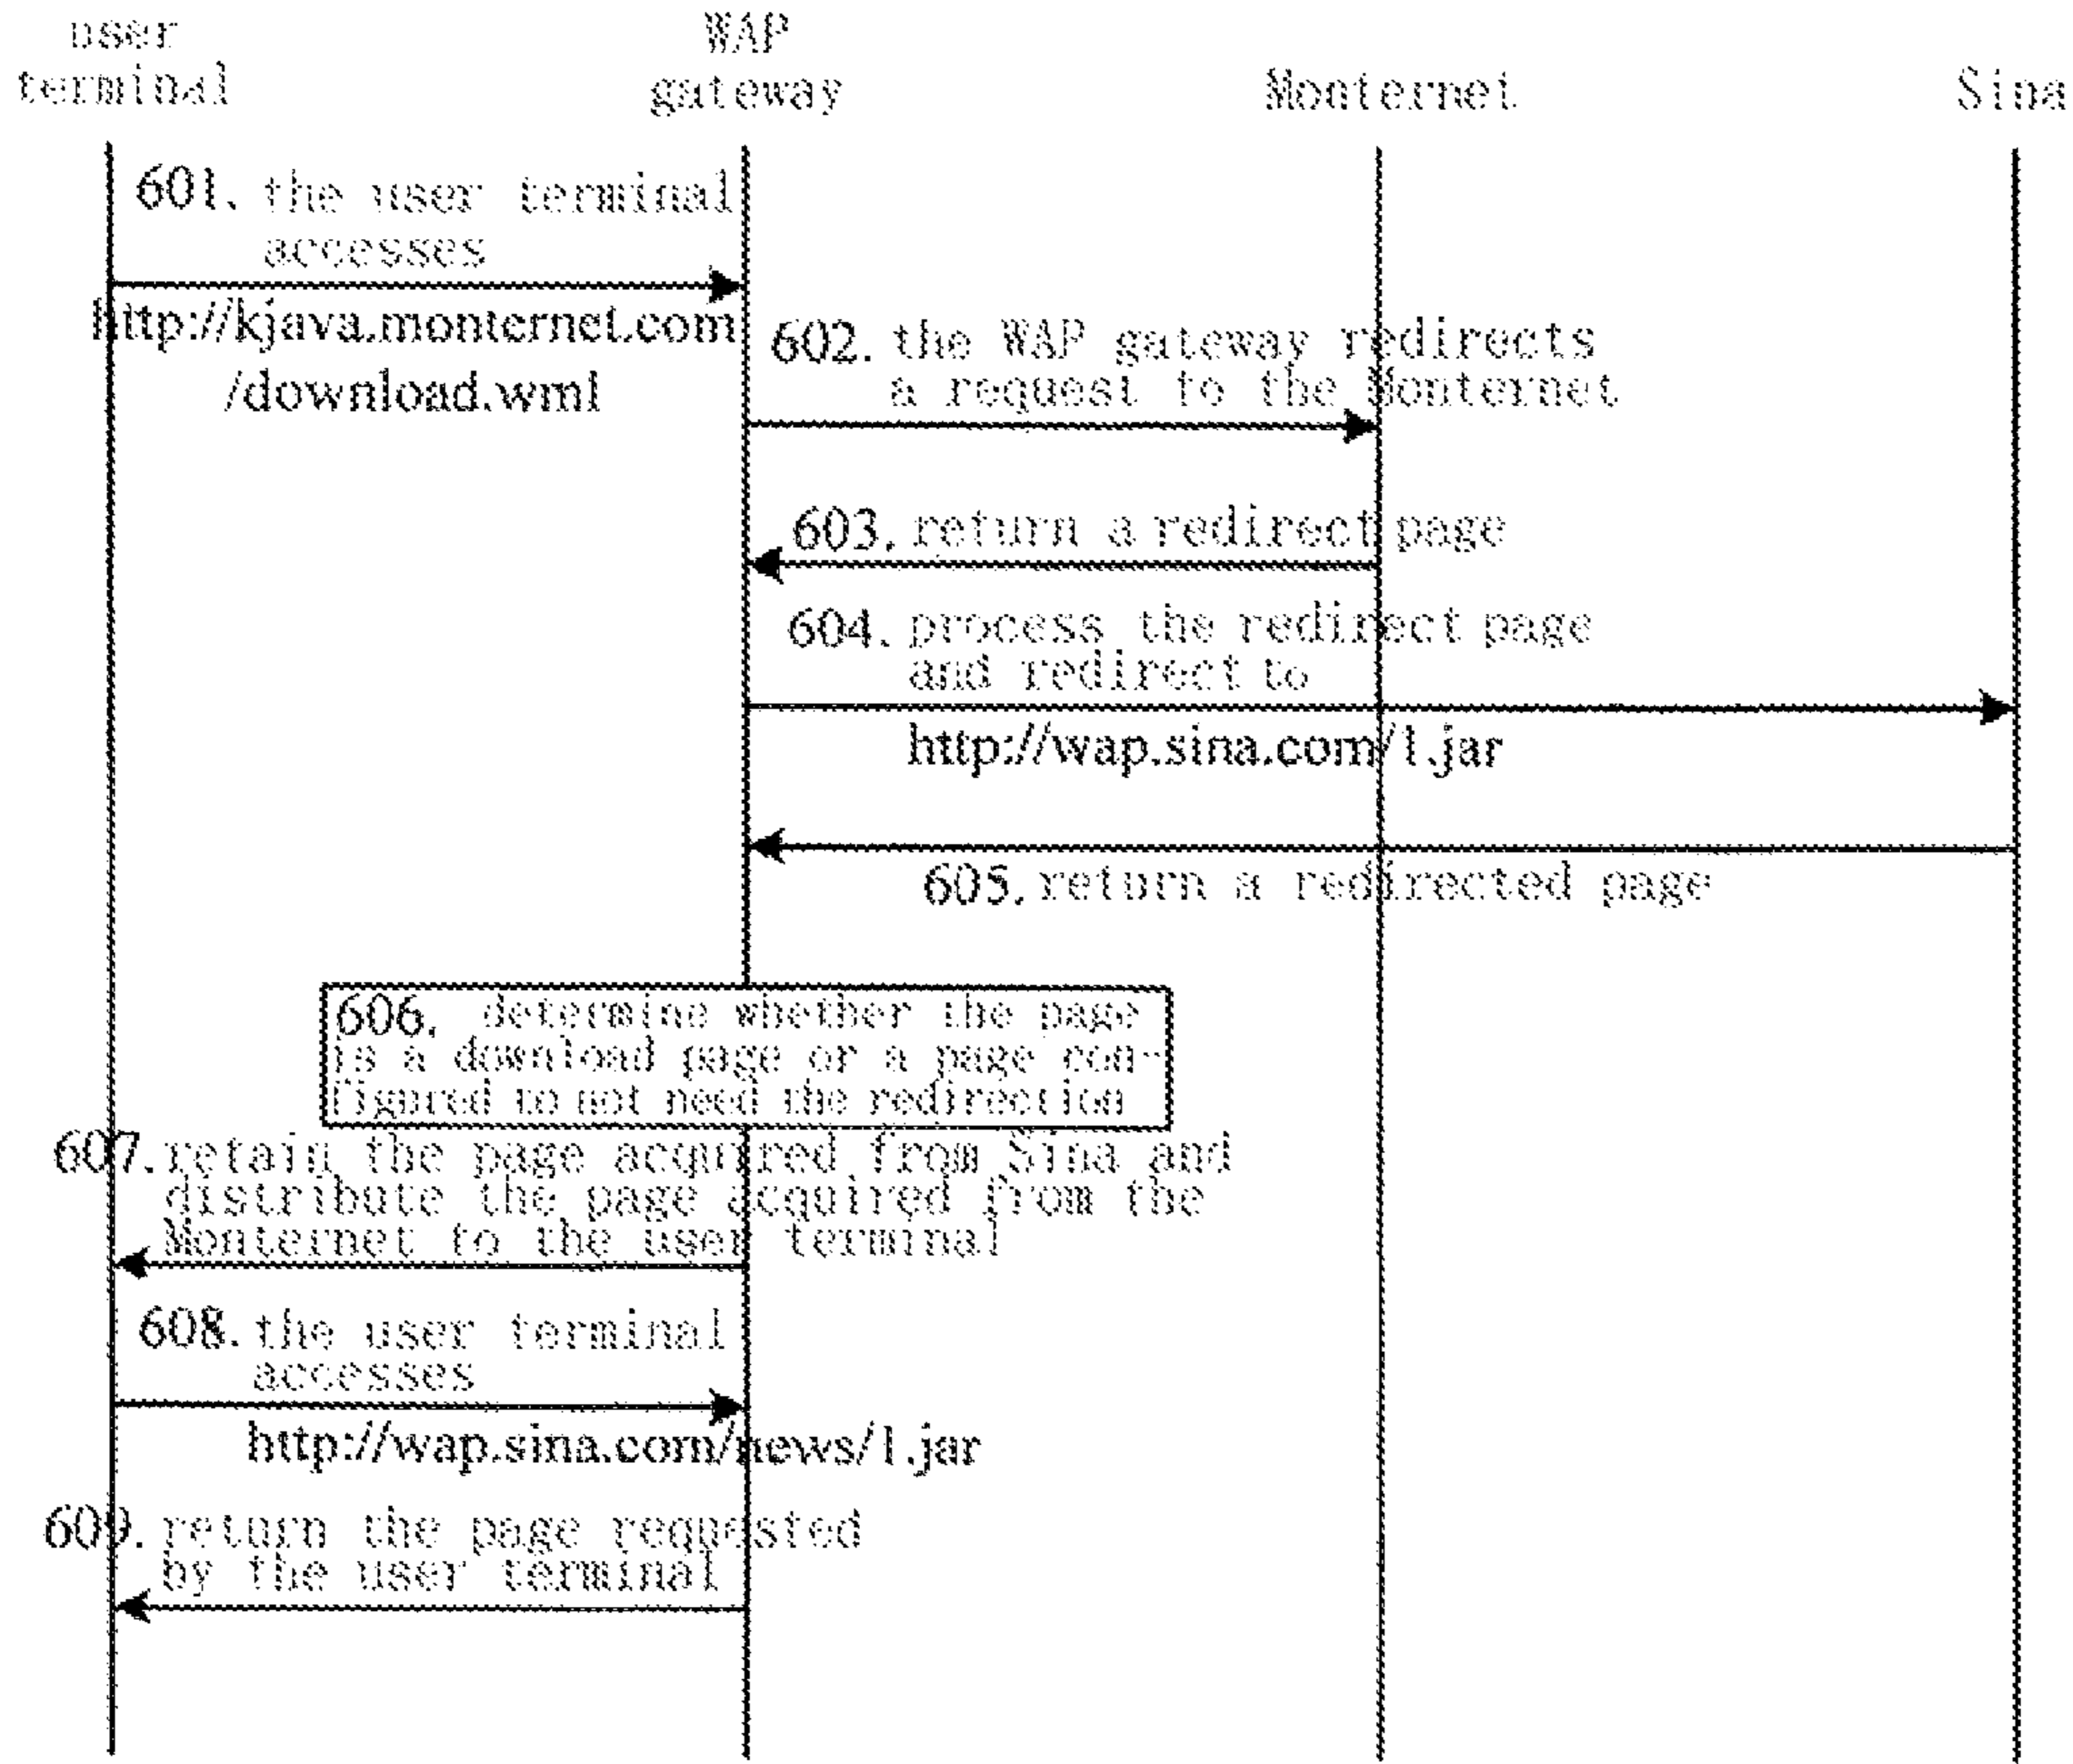 user
terminal
WAP
gateway
Monternet
Sina
601. the user terminal
accesses
http://kjava.monternet.com
/download.wml
602. the WAP gateway redirects
a request to the Monternet
603. return a redirect page
604. process the redirect page
and redirect to
http://wap.sina.com/1.jar
605. return a redirected page
606. determine whether the page
is a download page or a page con-
figured to not need the redirection
607. retain the page acquired from Sina and
distribute the page acquired from the
Monternet to the user terminal
608. the user terminal
accesses
http://wap.sina.com/news/1.jar
609. return the page requested
by the user terminal